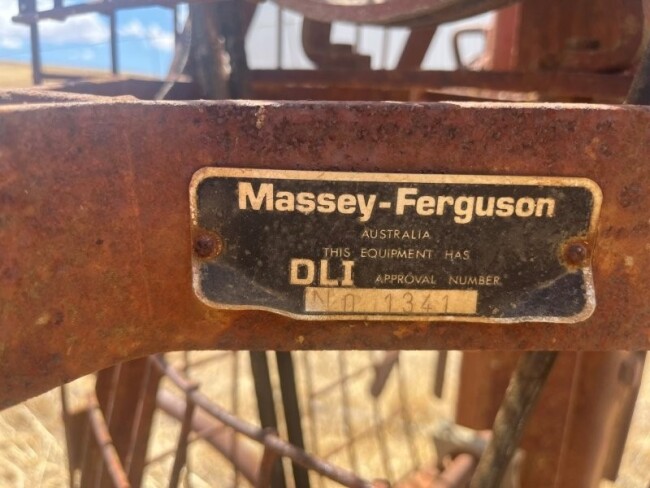 Massey-Ferguson
AUSTRALIA
THIS EQUIPMENT HAS
DLI APPROVAL NUMBER
NO 1341